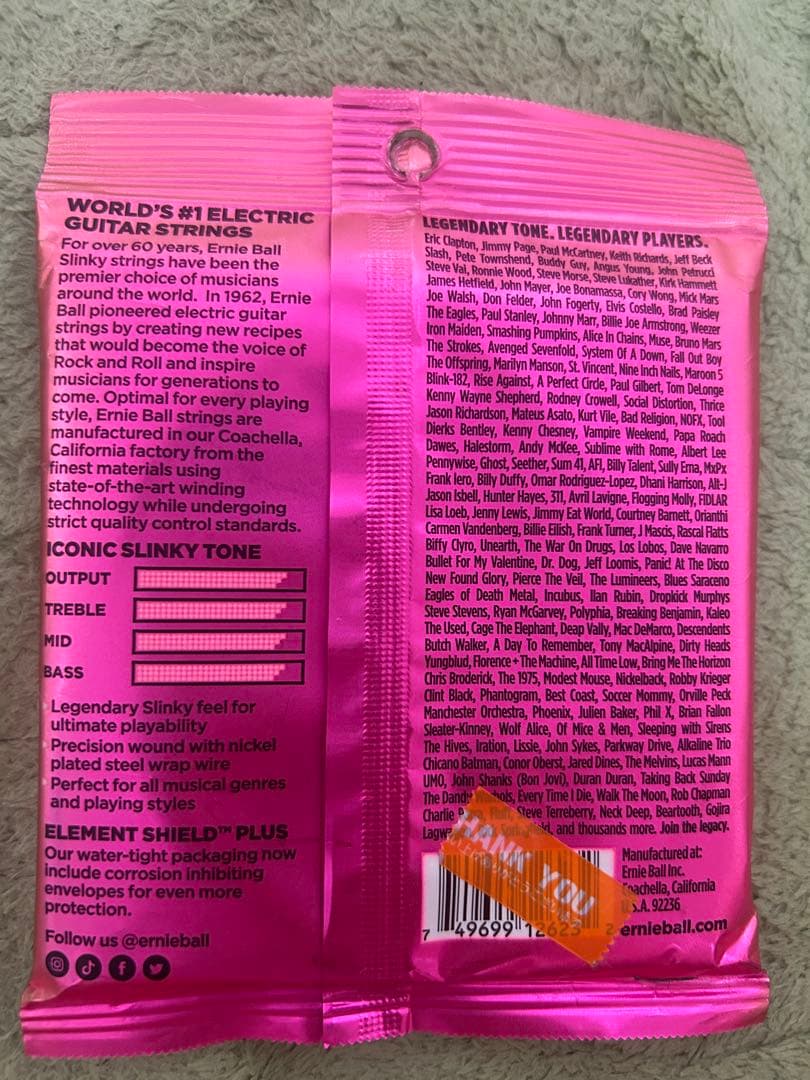 WORLD'S #1 ELECTRIC
GUITAR STRINGS
For over 60 years, Ernie Ball
Slinky strings have been the
premier choice of musicians
around the world. In 1962, Ernie
Ball pioneered electric guitar
strings by creating new recipes
that would become the voice of
Rock and Roll and inspire
musicians for generations to
come. Optimal for every playing
style, Ernie Ball strings are
manufactured in our Coachella,
California factory from the
finest materials using
state-of-the-art winding
technology while undergoing
strict quality control standards.
ICONIC SLINKY TONE
OUTPUT
TREBLE
MID
BASS
Legendary Slinky feel for
ultimate playability
Precision wound with nickel
plated steel wrap wire
Perfect for all musical genres
and playing styles
ELEMENT SHIELD™ PLUS
Our water-tight packaging now
include corrosion inhibiting
envelopes for even more
protection.
Follow us @ernieball
LEGENDARY TONE. LEGENDARY PLAYERS.
Eric Clapton, Jimmy Page, Paul McCartney, Keith Richards, Jeff Beck
Slash, Pete Townshend, Buddy Guy, Angus Young, John Petrucci
Steve Vai, Ronnie Wood, Steve Morse, Steve Lukather, Kirk Hammett
James Hetfield, John Mayer, Joe Bonamassa, Cory Wong, Mick Mars
Joe Walsh, Don Felder, John Fogerty, Elvis Costello, Brad Paisley
The Eagles, Paul Stanley, Johnny Marr, Billie Joe Armstrong, Weezer
Iron Maiden, Smashing Pumpkins, Alice In Chains, Muse, Bruno Mars
The Strokes, Avenged Sevenfold, System Of A Down, Fall Out Boy
The Offspring, Marilyn Manson, St. Vincent, Nine Inch Nails, Maroon 5
Blink-182, Rise Against, A Perfect Circle, Paul Gilbert, Tom DeLonge
Kenny Wayne Shepherd, Rodney Crowell, Social Distortion, Thrice
Jason Richardson, Mateus Asato, Kurt Vile, Bad Religion, NOFX, Tool
Dierks Bentley, Kenny Chesney, Vampire Weekend, Papa Roach
Dawes, Halestorm, Andy McKee, Sublime with Rome, Albert Lee
Pennywise, Ghost, Seether, Sum 41, AFI, Billy Talent, Sully Erna, MxPx
Frank Iero, Billy Duffy, Omar Rodriguez-Lopez, Dhani Harrison, Alt-J
Jason Isbell, Hunter Hayes, 311, Avril Lavigne, Flogging Molly, FIDLAR
Lisa Loeb, Jenny Lewis, Jimmy Eat World, Courtney Barnett, Orianthi
Carmen Vandenberg, Billie Eilish, Frank Turner, J Mascis, Rascal Flatts
Biffy Clyro, Unearth, The War On Drugs, Los Lobos, Dave Navarro
Bullet For My Valentine, Dr. Dog, Jeff Loomis, Panic! At The Disco
New Found Glory, Pierce The Veil, The Lumineers, Blues Saraceno
Eagles of Death Metal, Incubus, Ilan Rubin, Dropkick Murphys
Steve Stevens, Ryan McGarvey, Polyphia, Breaking Benjamin, Kaleo
The Used, Cage The Elephant, Deap Vally, Mac DeMarco, Descendents
Butch Walker, A Day To Remember, Tony MacAlpine, Dirty Heads
Yungblud, Florence + The Machine, All Time Low, Bring Me The Horizon
Chris Broderick, The 1975, Modest Mouse, Nickelback, Robby Krieger
Clint Black, Phantogram, Best Coast, Soccer Mommy, Orville Peck
Manchester Orchestra, Phoenix, Julien Baker, Phil X, Brian Fallon
Sleater-Kinney, Wolf Alice, Of Mice & Men, Sleeping with Sirens
The Hives, Iration, Lissie, John Sykes, Parkway Drive, Alkaline Trio
Chicano Batman, Conor Oberst, Jared Dines, The Melvins, Lucas Mann
UMO, John Shanks (Bon Jovi), Duran Duran, Taking Back Sunday
The Dandy Every Time I Die, Walk The Moon, Rob Chapman
Charlie Steve Terreberry, Neck Deep, Beartooth, Gojira
and thousands more. Join the legacy.
THANK YOU
7 49699 12623 2
Manufactured at:
Ernie Ball Inc.
Coachella, California
U.S.A. 92236
ernieball.com